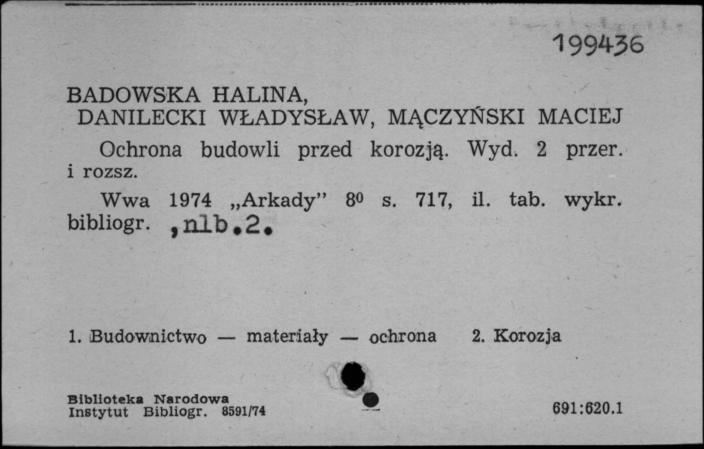 199436
BADOWSKA HALINA,
DANILECKI WŁADYSŁAW, MĄCZYŃSKI MACIEJ
Ochrona budowli przed korozją. Wyd. 2 przer.
i rozsz.
Wwa 1974 „Arkady” 8⁰ s. 717, il. tab. wykr.
bibliogr. ,nlb.2.
1. Budownictwo — materiały — ochrona 2. Korozja
Biblioteka Narodowa
Instytut Bibliogr. 8591/74
691:620.1